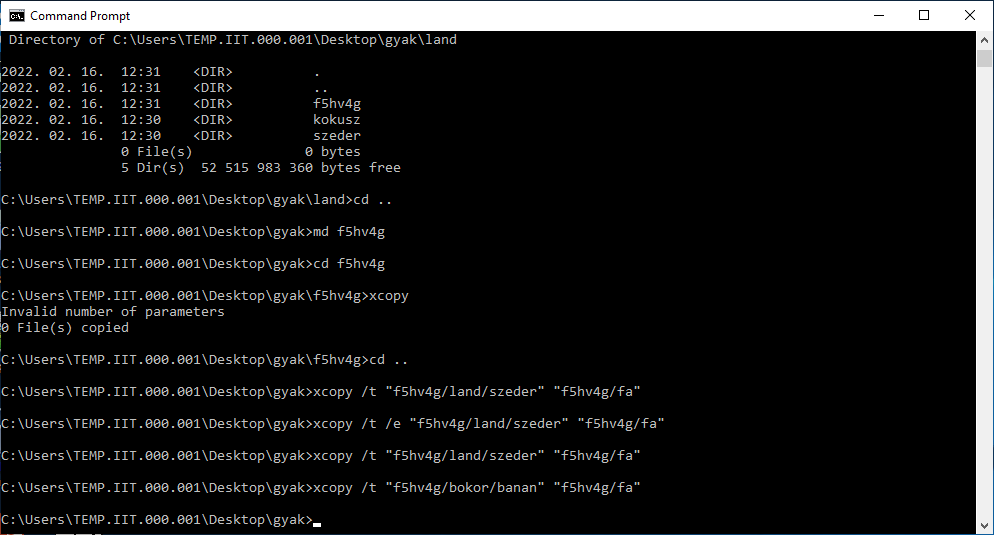 Command Prompt
 Directory of C:\Users\TEMP.IIT.000.001\Desktop\gyak\land
2022. 02. 16.  12:31    <DIR>          .
2022. 02. 16.  12:31    <DIR>          ..
2022. 02. 16.  12:31    <DIR>          f5hv4g
2022. 02. 16.  12:30    <DIR>          kokusz
2022. 02. 16.  12:30    <DIR>          szeder
               0 File(s)              0 bytes
               5 Dir(s)  52 515 983 360 bytes free
C:\Users\TEMP.IIT.000.001\Desktop\gyak\land>cd ..
C:\Users\TEMP.IIT.000.001\Desktop\gyak>md f5hv4g
C:\Users\TEMP.IIT.000.001\Desktop\gyak>cd f5hv4g
C:\Users\TEMP.IIT.000.001\Desktop\gyak\f5hv4g>xcopy
Invalid number of parameters
0 File(s) copied
C:\Users\TEMP.IIT.000.001\Desktop\gyak\f5hv4g>cd ..
C:\Users\TEMP.IIT.000.001\Desktop\gyak>xcopy /t "f5hv4g/land/szeder" "f5hv4g/fa"
C:\Users\TEMP.IIT.000.001\Desktop\gyak>xcopy /t /e "f5hv4g/land/szeder" "f5hv4g/fa"
C:\Users\TEMP.IIT.000.001\Desktop\gyak>xcopy /t "f5hv4g/land/szeder" "f5hv4g/fa"
C:\Users\TEMP.IIT.000.001\Desktop\gyak>xcopy /t "f5hv4g/bokor/banan" "f5hv4g/fa"
C:\Users\TEMP.IIT.000.001\Desktop\gyak>